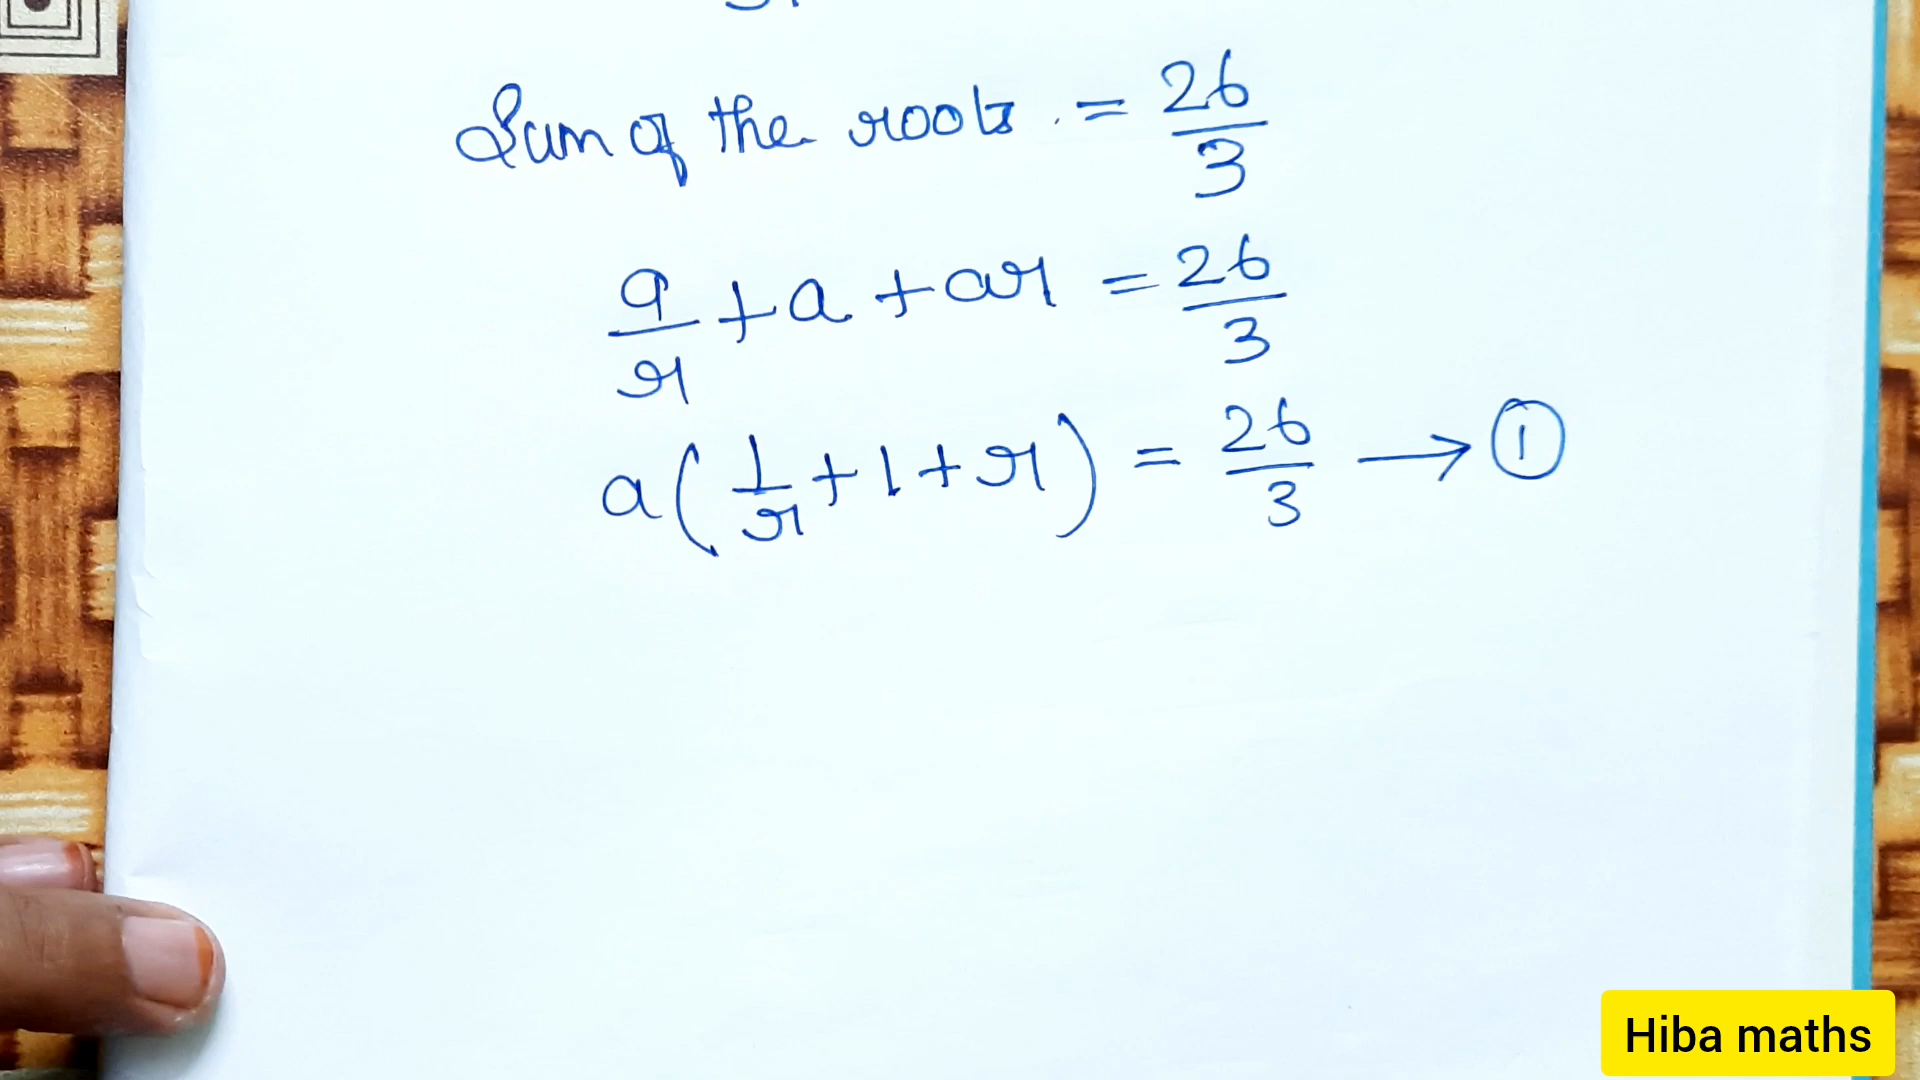 Sum of the roots = 26/3
a/r + a + ar = 26/3
a(1/r + 1 + r) = 26/3 → ①
Hiba maths